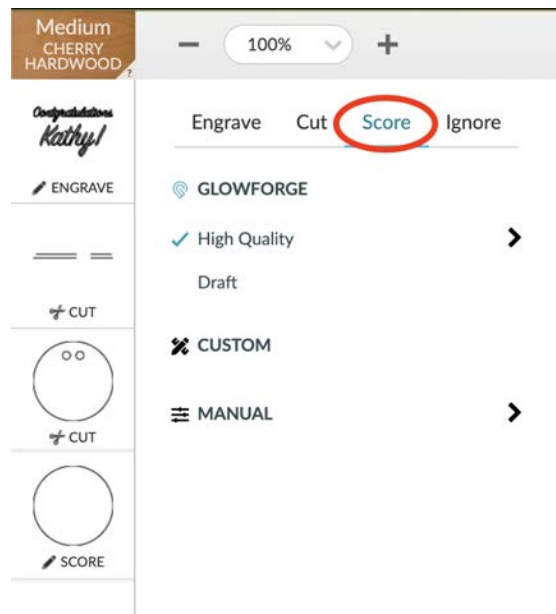 Medium
CHERRY
HARDWOOD
?
100%
Engrave Cut Score Ignore
Congratulations
Kathy!
ENGRAVE
GLOWFORGE
High Quality
Draft
CUT
CUSTOM
MANUAL
CUT
SCORE